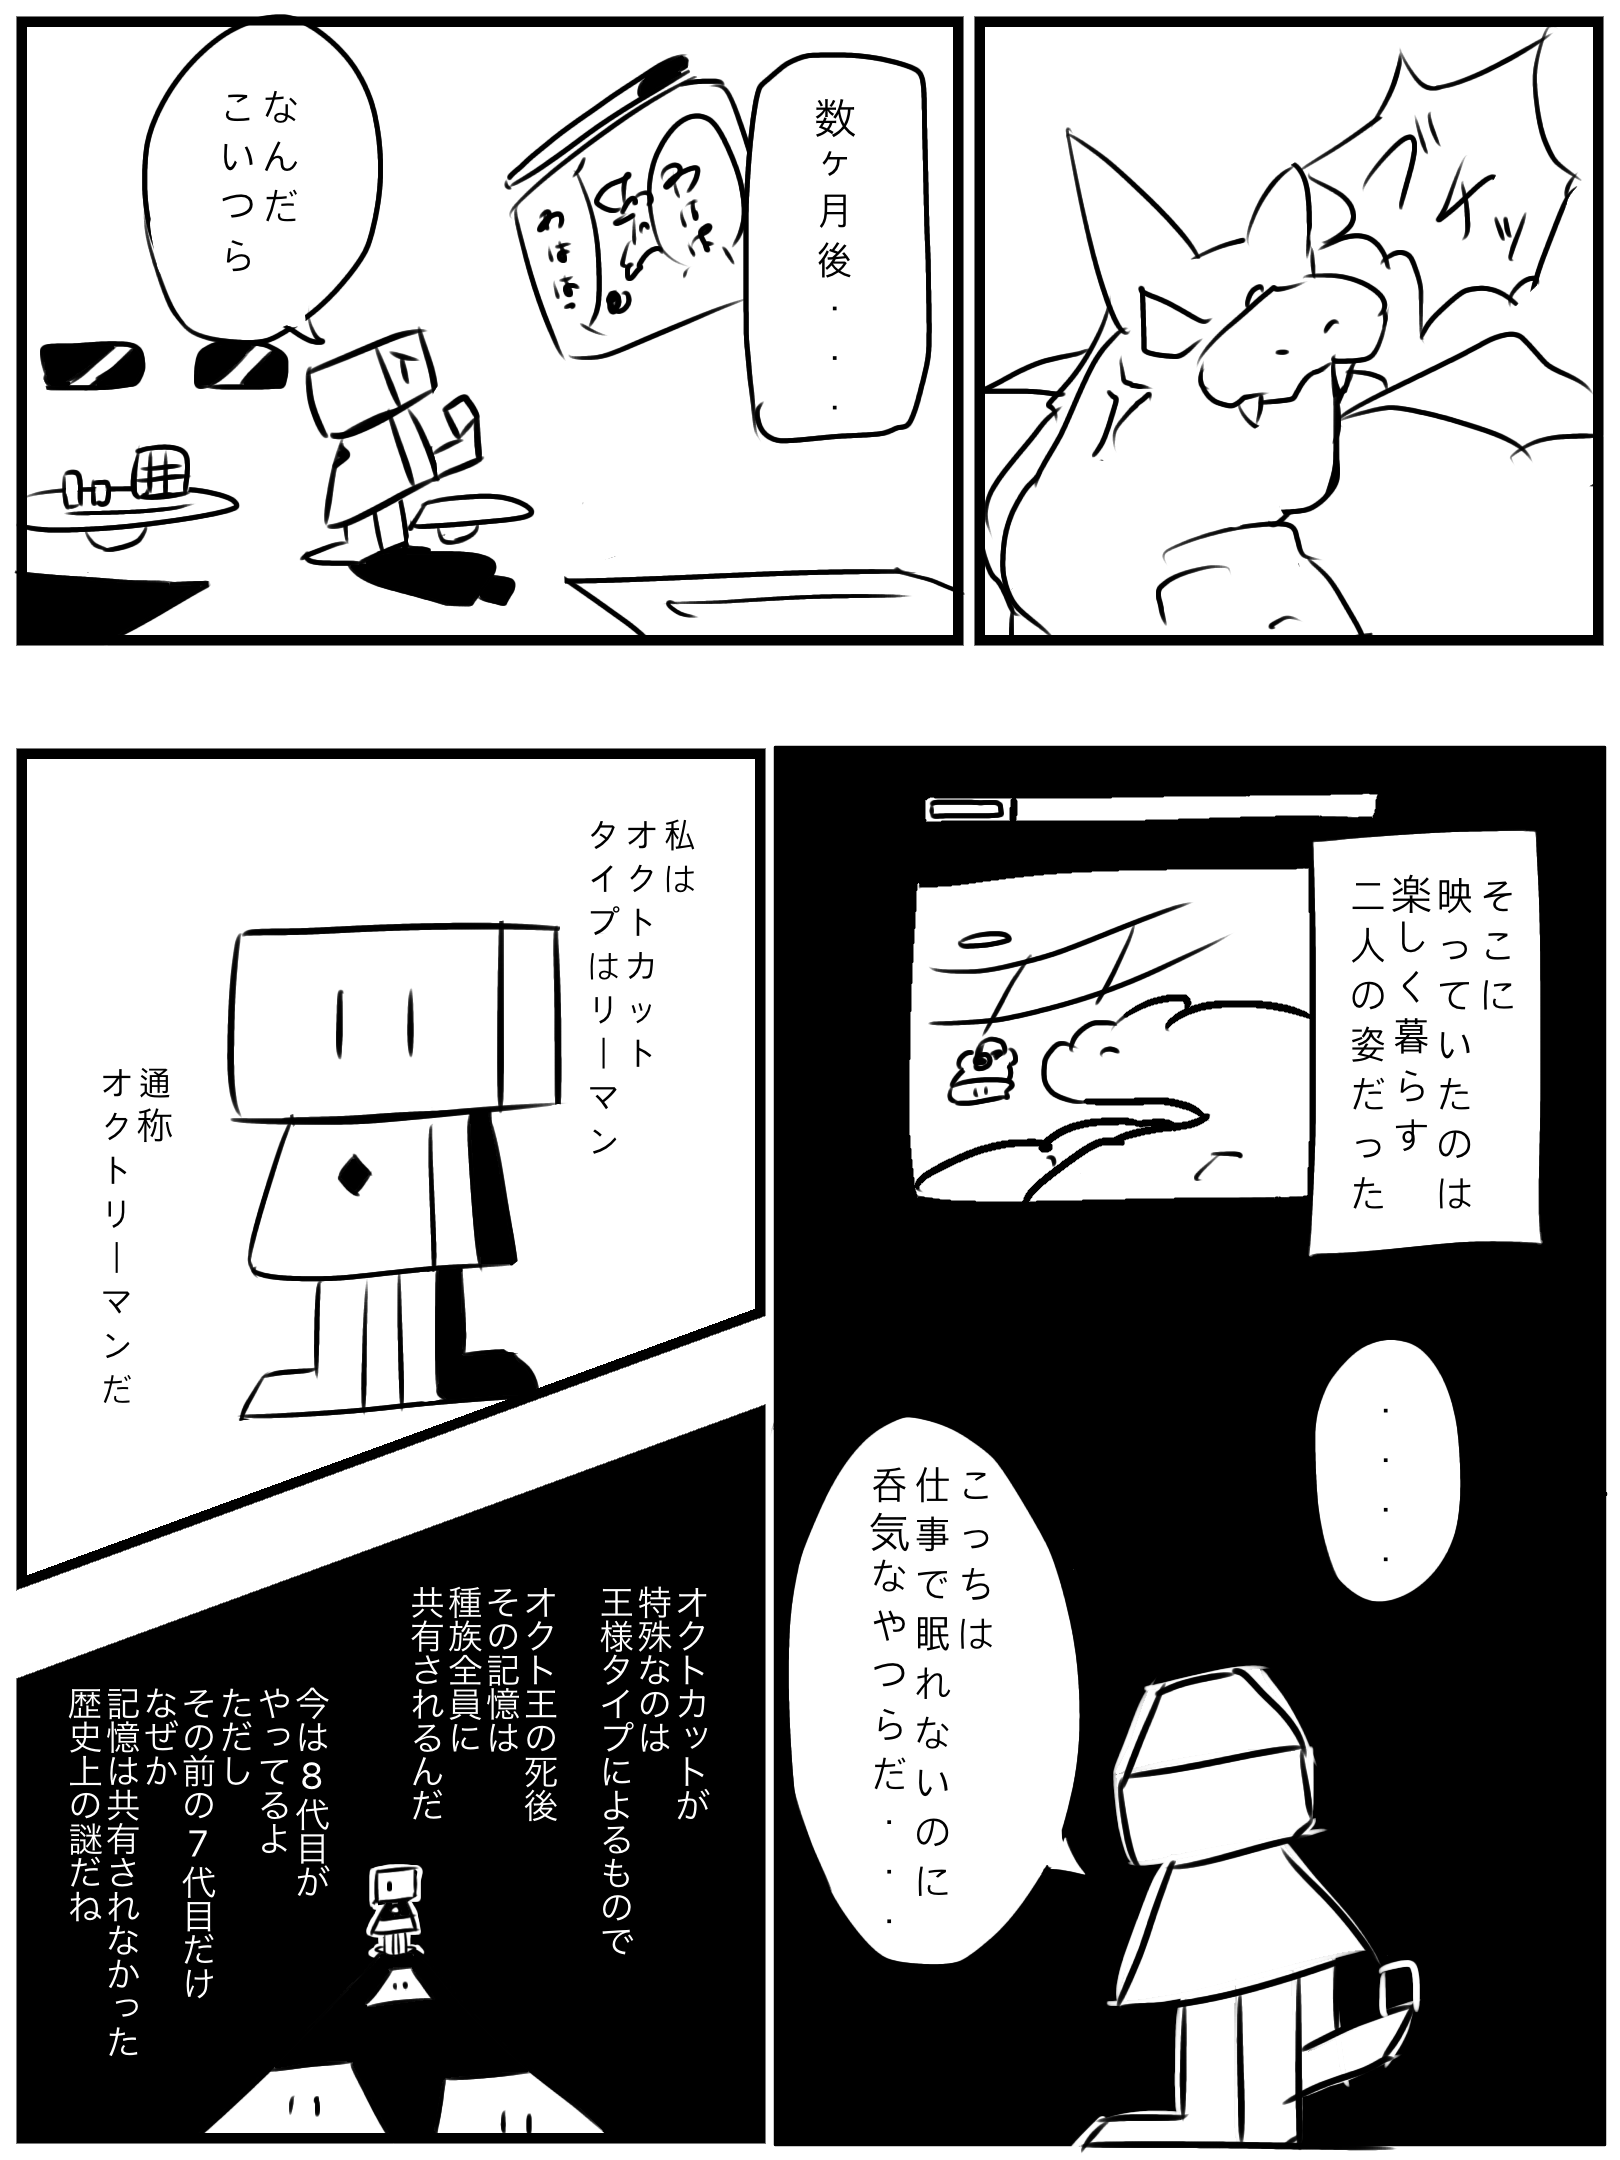 プチッ
数ヶ月後...
わはは
わはは
なんだ
こいつら
そこに
映っていたのは
楽しく暮らす
二人の姿だった
....
こっちは
仕事で眠れないのに
呑気なやつらだ...
私は
オクトカット
タイプはリーマン
通称
オクトリーマンだ
オクトカットが
特殊なのは
王様タイプによるもので
オクト王の死後
その記憶は
種族全員に
共有されるんだ
今は8代目が
やってるよ
ただし
その前の7代目だけ
なぜか
記憶は共有されなかった
歴史上の謎だね